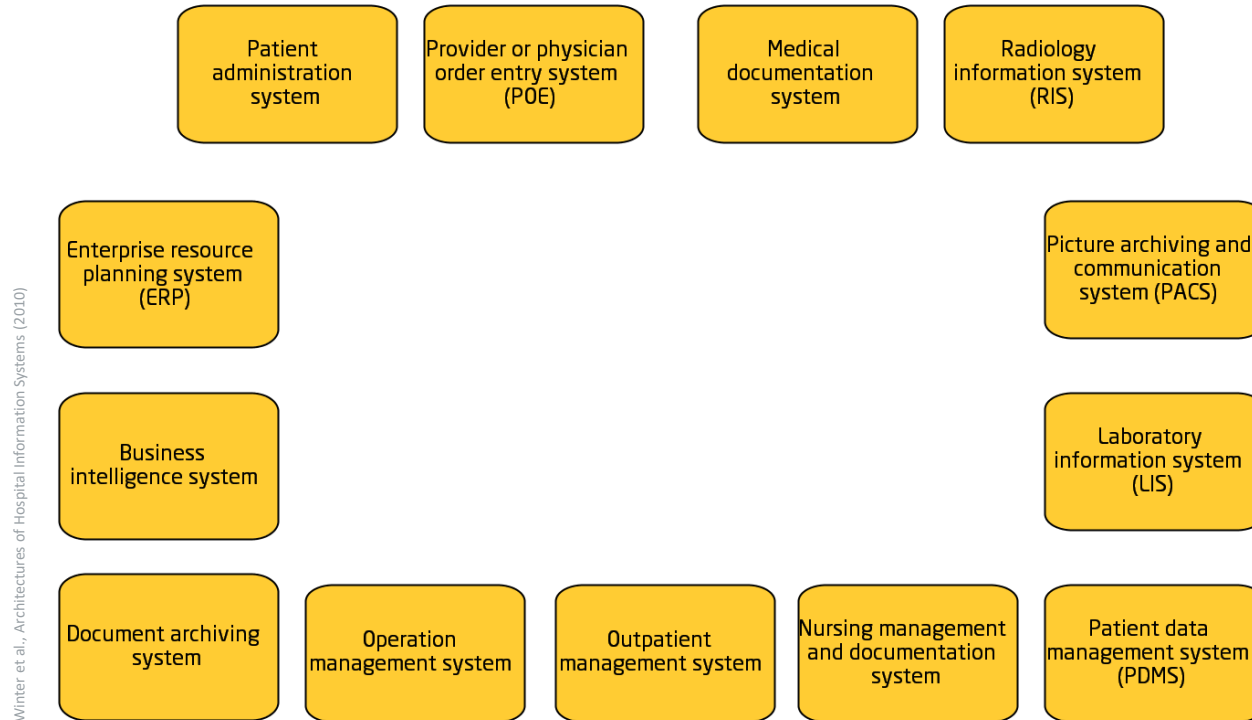 Patient
administration
system
Provider or physician
order entry system
(POE)
Medical
documentation
system
Radiology
information system
(RIS)
Enterprise resource
planning system
(ERP)
Picture archiving and
communication
system (PACS)
Business
intelligence system
Laboratory
information system
(LIS)
Document archiving
system
Operation
management system
Outpatient
management system
Nursing management
and documentation
system
Patient data
management system
(PDMS)
Winter et al., Architectures of Hospital Information Systems (2010)